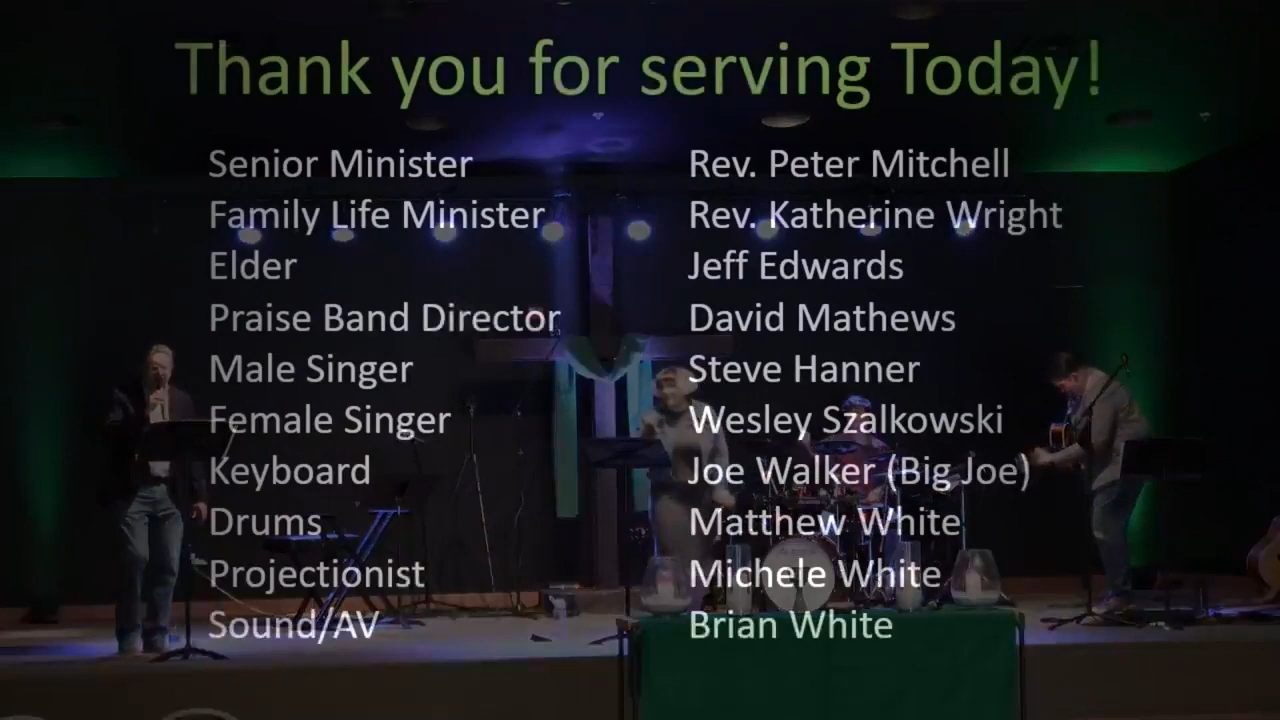 Thank you for serving Today!
Senior Minister Rev. Peter Mitchell
Family Life Minister Rev. Katherine Wright
Elder Jeff Edwards
Praise Band Director David Mathews
Male Singer Steve Hanner
Female Singer Wesley Szalkowski
Keyboard Joe Walker (Big Joe)
Drums Matthew White
Projectionist Michele White
Sound/AV Brian White